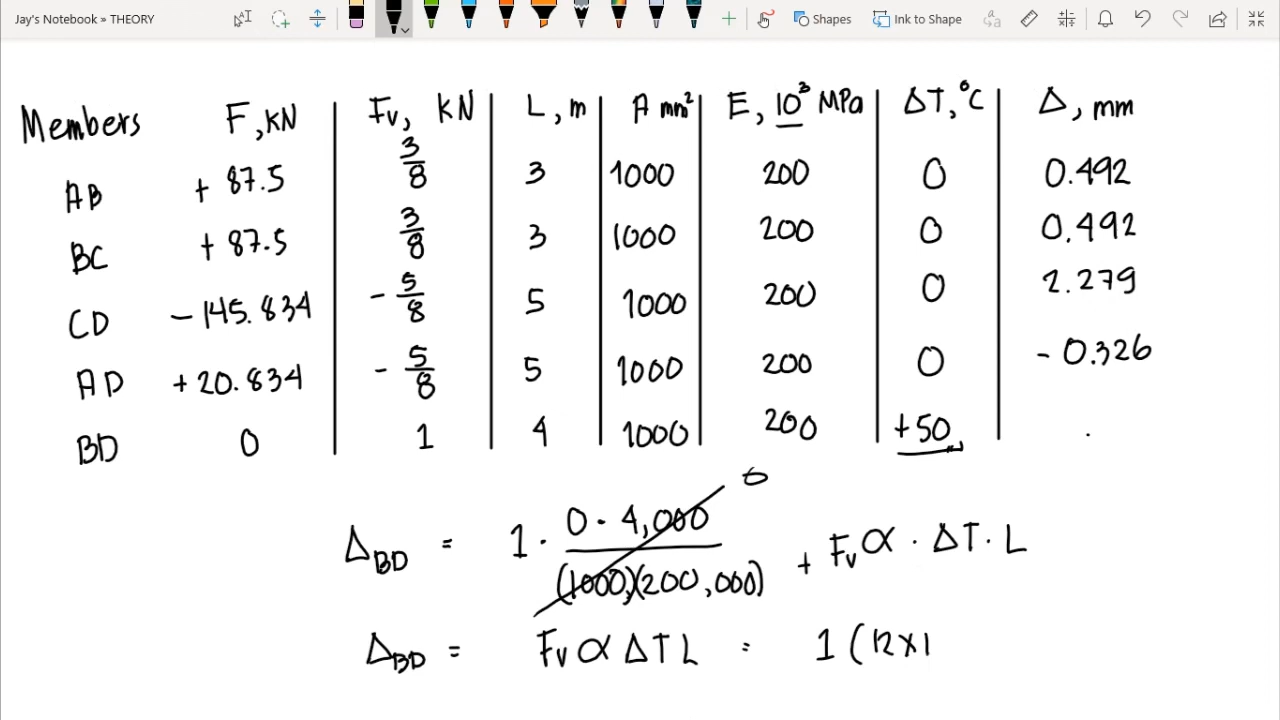 Jay's Notebook » THEORY
Shapes
Ink to Shape
Members F, kN Fv, kN L, m A mm² E, 10³ MPa ΔT, °C Δ, mm
AB + 87.5 3/8 3 1000 200 0 0.492
BC + 87.5 3/8 3 1000 200 0 0.492
CD - 145.834 - 5/8 5 1000 200 0 2.279
AD + 20.834 - 5/8 5 1000 200 0 - 0.326
BD 0 1 4 1000 200 +50
0
Δ_BD = 1 · 0 · 4,000 / (1000)(200,000) + Fv α · ΔT · L
Δ_BD = Fv α ΔT L = 1 (12×1